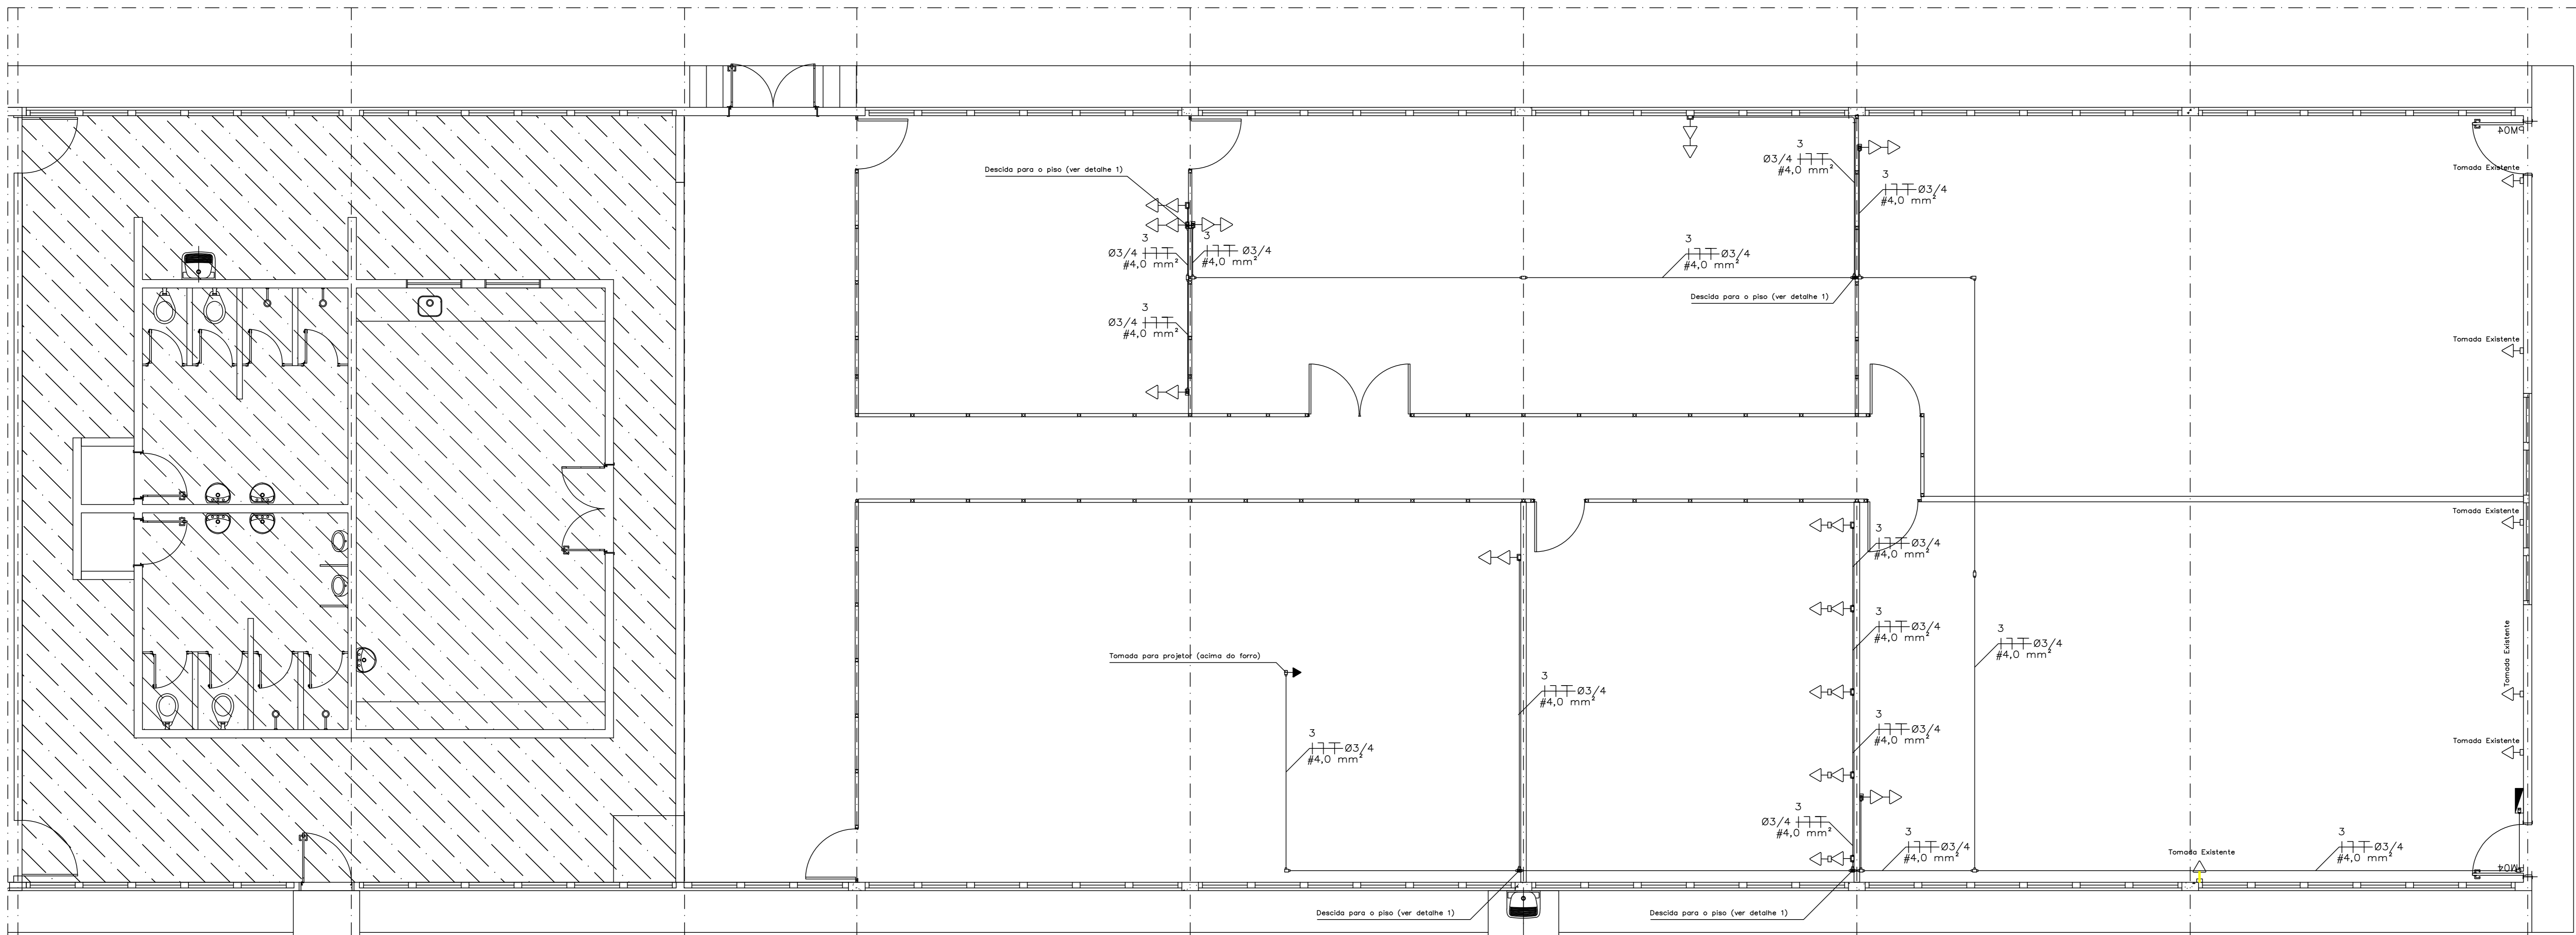 PM04
Tomada Existente
3
Ø3/4
#4,0 mm²
Descida para o piso (ver detalhe 1)
3
Ø3/4
#4,0 mm²
3
Ø3/4
#4,0 mm²
3
Ø3/4
#4,0 mm²
3
Ø3/4
#4,0 mm²
Descida para o piso (ver detalhe 1)
3
Ø3/4
#4,0 mm²
Tomada Existente
Tomada Existente
3
Ø3/4
#4,0 mm²
3
Ø3/4
#4,0 mm²
3
Ø3/4
#4,0 mm²
Tomada Existente
Tomada para projetor (acima do forro)
3
Ø3/4
#4,0 mm²
3
Ø3/4
#4,0 mm²
3
Ø3/4
#4,0 mm²
Tomada Existente
3
Ø3/4
#4,0 mm²
3
Ø3/4
#4,0 mm²
Tomada Existente
3
Ø3/4
#4,0 mm²
PM04
Descida para o piso (ver detalhe 1)
Descida para o piso (ver detalhe 1)